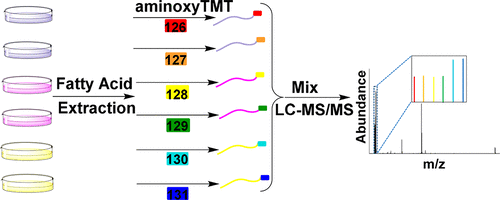 aminoxyTMT
126
127
Fatty Acid
Extraction
128
129
130
131
Mix
LC-MS/MS
Abundance
m/z